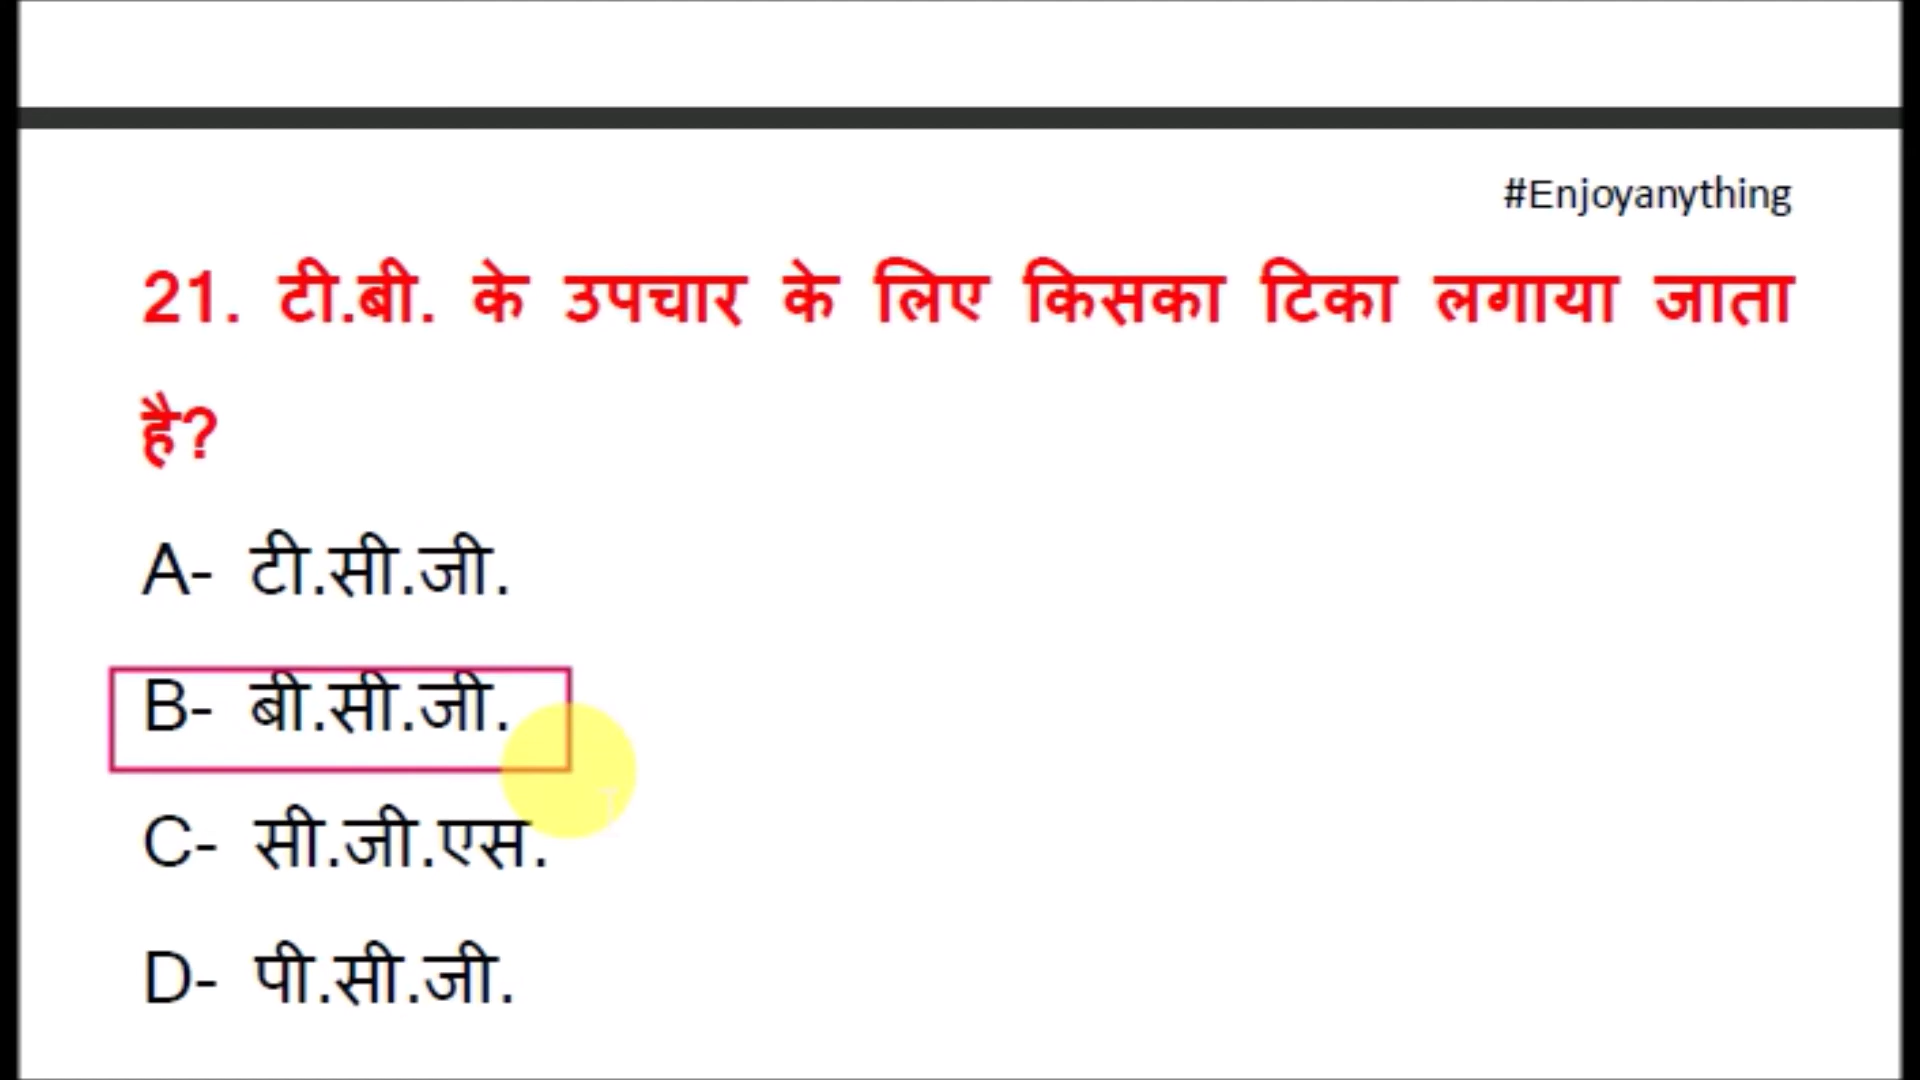 #Enjoyanything
21. टी.बी. के उपचार के लिए किसका टिका लगाया जाता
है?
A- टी.सी.जी.
B- बी.सी.जी.
C- सी.जी.एस.
D- पी.सी.जी.